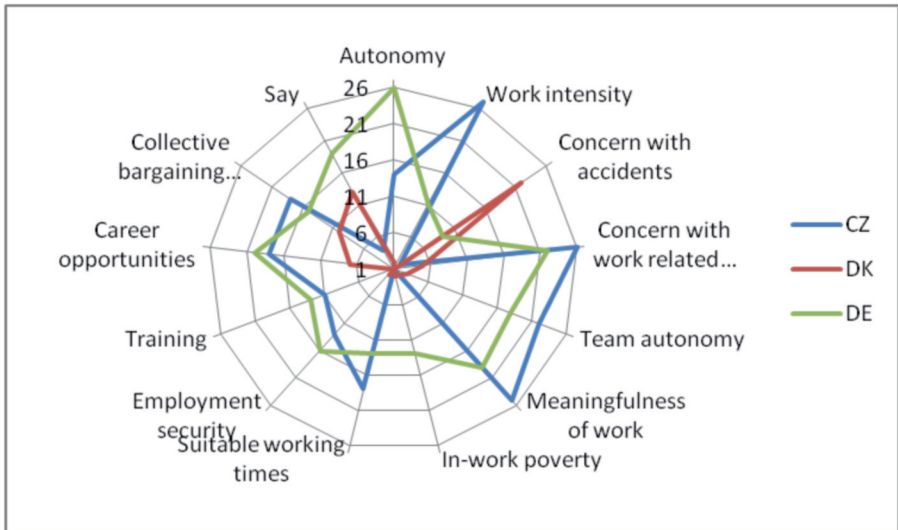 Autonomy
Work intensity
Concern with
accidents
Concern with
work related...
Team autonomy
Meaningfulness
of work
In-work poverty
Suitable working
times
Employment
security
Training
Career
opportunities
Collective
bargaining...
Say
26
21
16
11
6
1
CZ
DK
DE